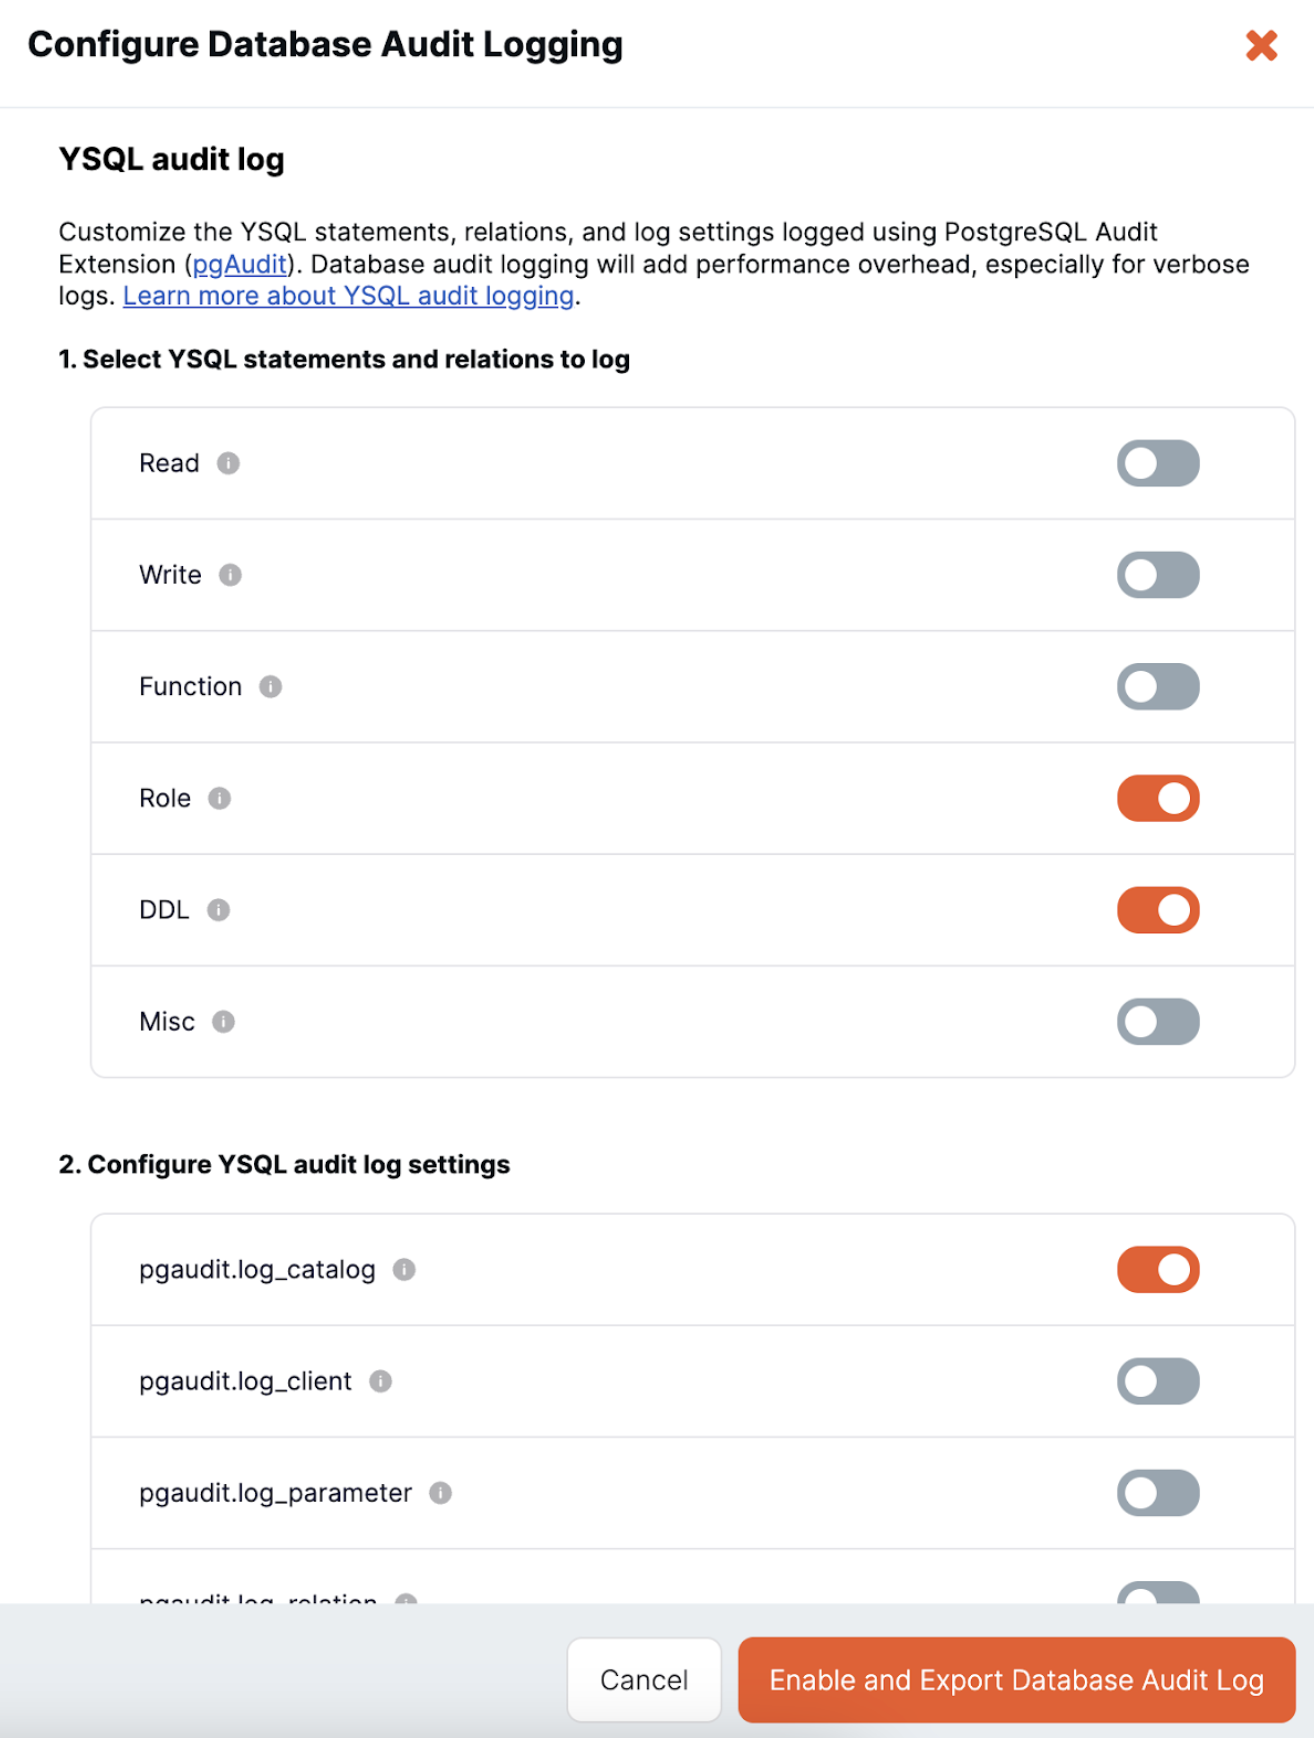 Configure Database Audit Logging
YSQL audit log
Customize the YSQL statements, relations, and log settings logged using PostgreSQL Audit
Extension (pgAudit). Database audit logging will add performance overhead, especially for verbose
logs. Learn more about YSQL audit logging.
1. Select YSQL statements and relations to log
Read
Write
Function
Role
DDL
Misc
2. Configure YSQL audit log settings
pgaudit.log_catalog
pgaudit.log_client
pgaudit.log_parameter
pgaudit.log_relation
Cancel
Enable and Export Database Audit Log